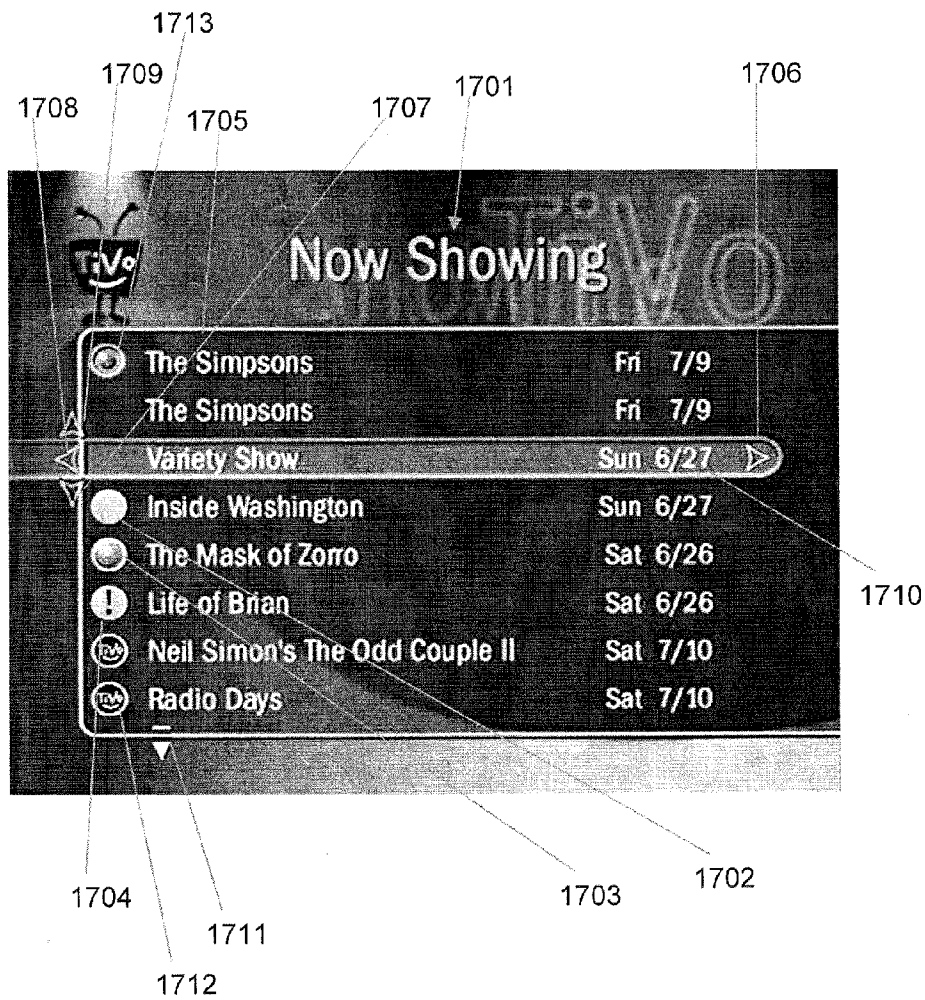 1713
1709
1701
1706
1708
1705
1707
TiVo
TiVo
Now Showing
The Simpsons Fri 7/9
The Simpsons Fri 7/9
Variety Show Sun 6/27
Inside Washington Sun 6/27
The Mask of Zorro Sat 6/26
! Life of Brian Sat 6/26
TiVo Neil Simon's The Odd Couple II Sat 7/10
TiVo Radio Days Sat 7/10
1710
1702
1703
1704
1711
1712